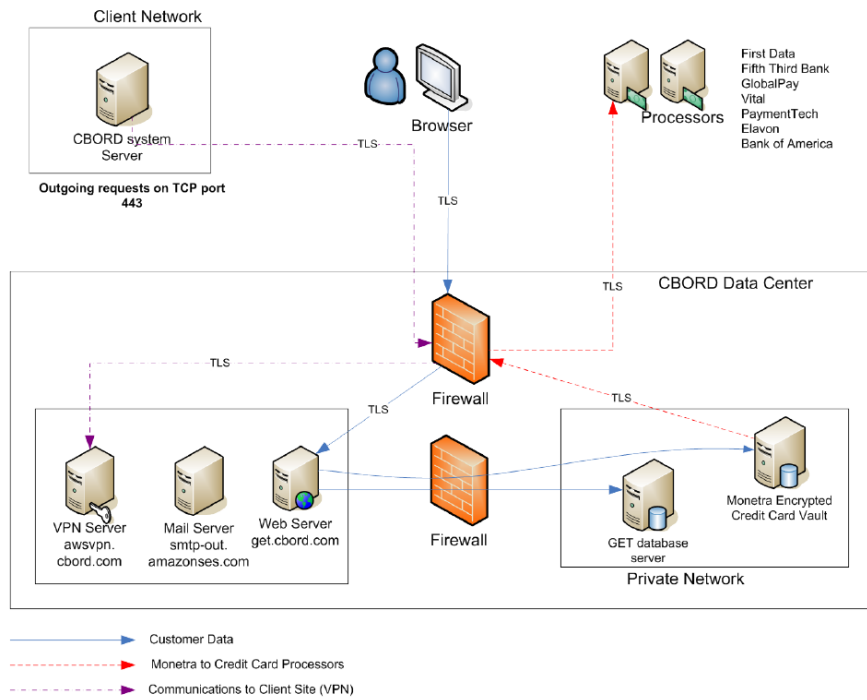 Client Network
CBORD system
Server
Outgoing requests on TCP port
443
Browser
Processors
First Data
Fifth Third Bank
GlobalPay
Vital
PaymentTech
Elavon
Bank of America
TLS
TLS
TLS
CBORD Data Center
Firewall
TLS
TLS
TLS
VPN Server
awsvpn.
cbord.com
Mail Server
smtp-out.
amazonses.com
Web Server
get.cbord.com
Firewall
GET database
server
Monetra Encrypted
Credit Card Vault
Private Network
Customer Data
Monetra to Credit Card Processors
Communications to Client Site (VPN)